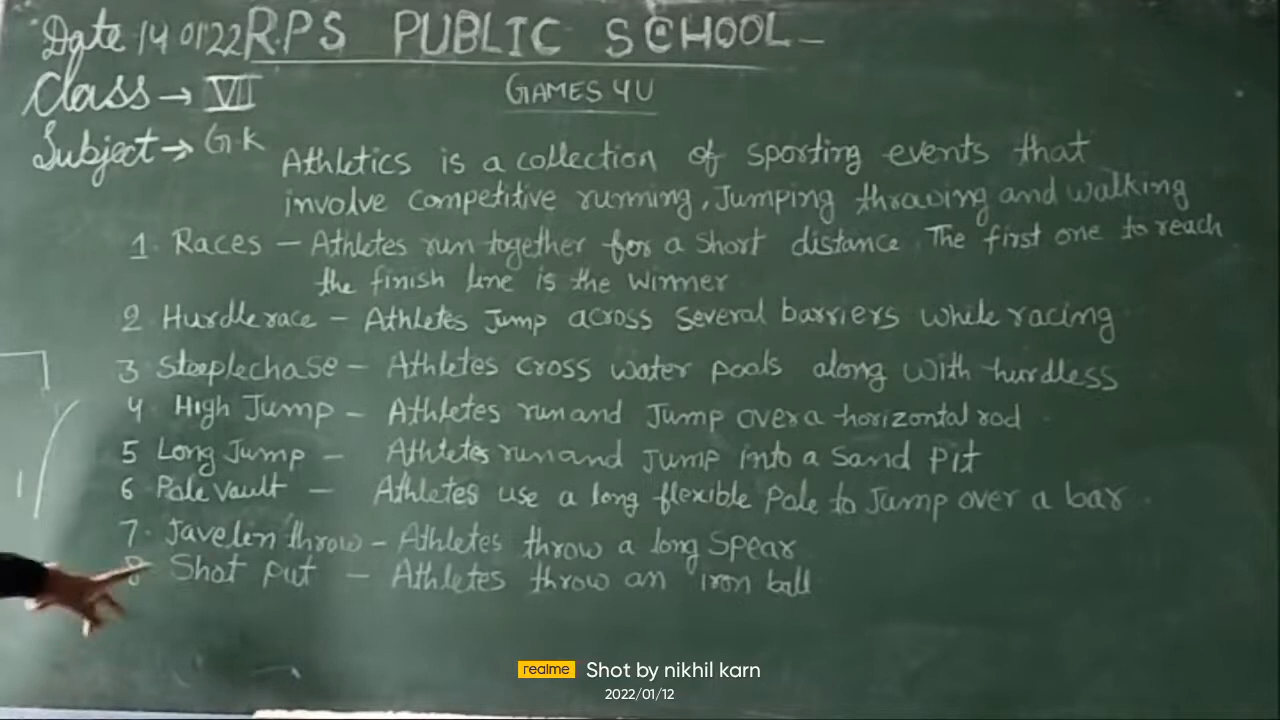 Date 14 01 22 R.P.S PUBLIC SCHOOL
Class → VII
GAMES 4U
Subject → G.K
Athletics is a collection of sporting events that
involve competitive running, Jumping throwing and walking
1. Races – Athletes run together for a short distance. The first one to reach
the finish line is the winner
2 Hurdle race – Athletes Jump across several barriers while racing
3 Steeplechase – Athletes cross water pools along with hurdless
4 High Jump – Athletes run and Jump over a horizontal rod
5 Long Jump – Athletes run and Jump into a sand pit
6 Pole vault – Athletes use a long flexible pole to Jump over a bar
7. Javelin throw – Athletes throw a long spear
8 Shot put – Athletes throw an iron ball
realme Shot by nikhil karn
2022/01/12